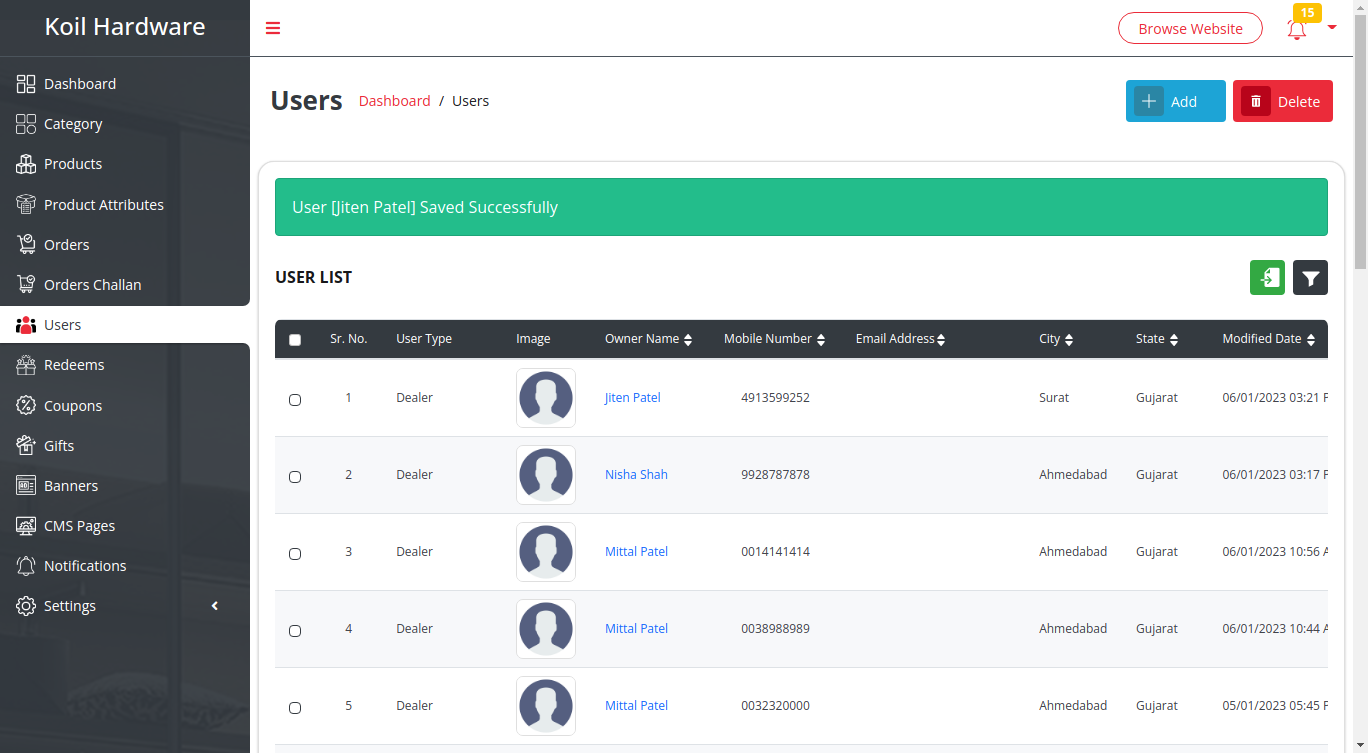 Koil Hardware
Browse Website
15
Dashboard
Category
Products
Product Attributes
Orders
Orders Challan
Users
Redeems
Coupons
Gifts
Banners
CMS Pages
Notifications
Settings
Users Dashboard / Users
Add
Delete
User [Jiten Patel] Saved Successfully
USER LIST
Sr. No. User Type Image Owner Name Mobile Number Email Address City State Modified Date
1 Dealer Jiten Patel 4913599252 Surat Gujarat 06/01/2023 03:21
2 Dealer Nisha Shah 9928787878 Ahmedabad Gujarat 06/01/2023 03:17
3 Dealer Mittal Patel 0014141414 Ahmedabad Gujarat 06/01/2023 10:56
4 Dealer Mittal Patel 0038988989 Ahmedabad Gujarat 06/01/2023 10:44
5 Dealer Mittal Patel 0032320000 Ahmedabad Gujarat 05/01/2023 05:45